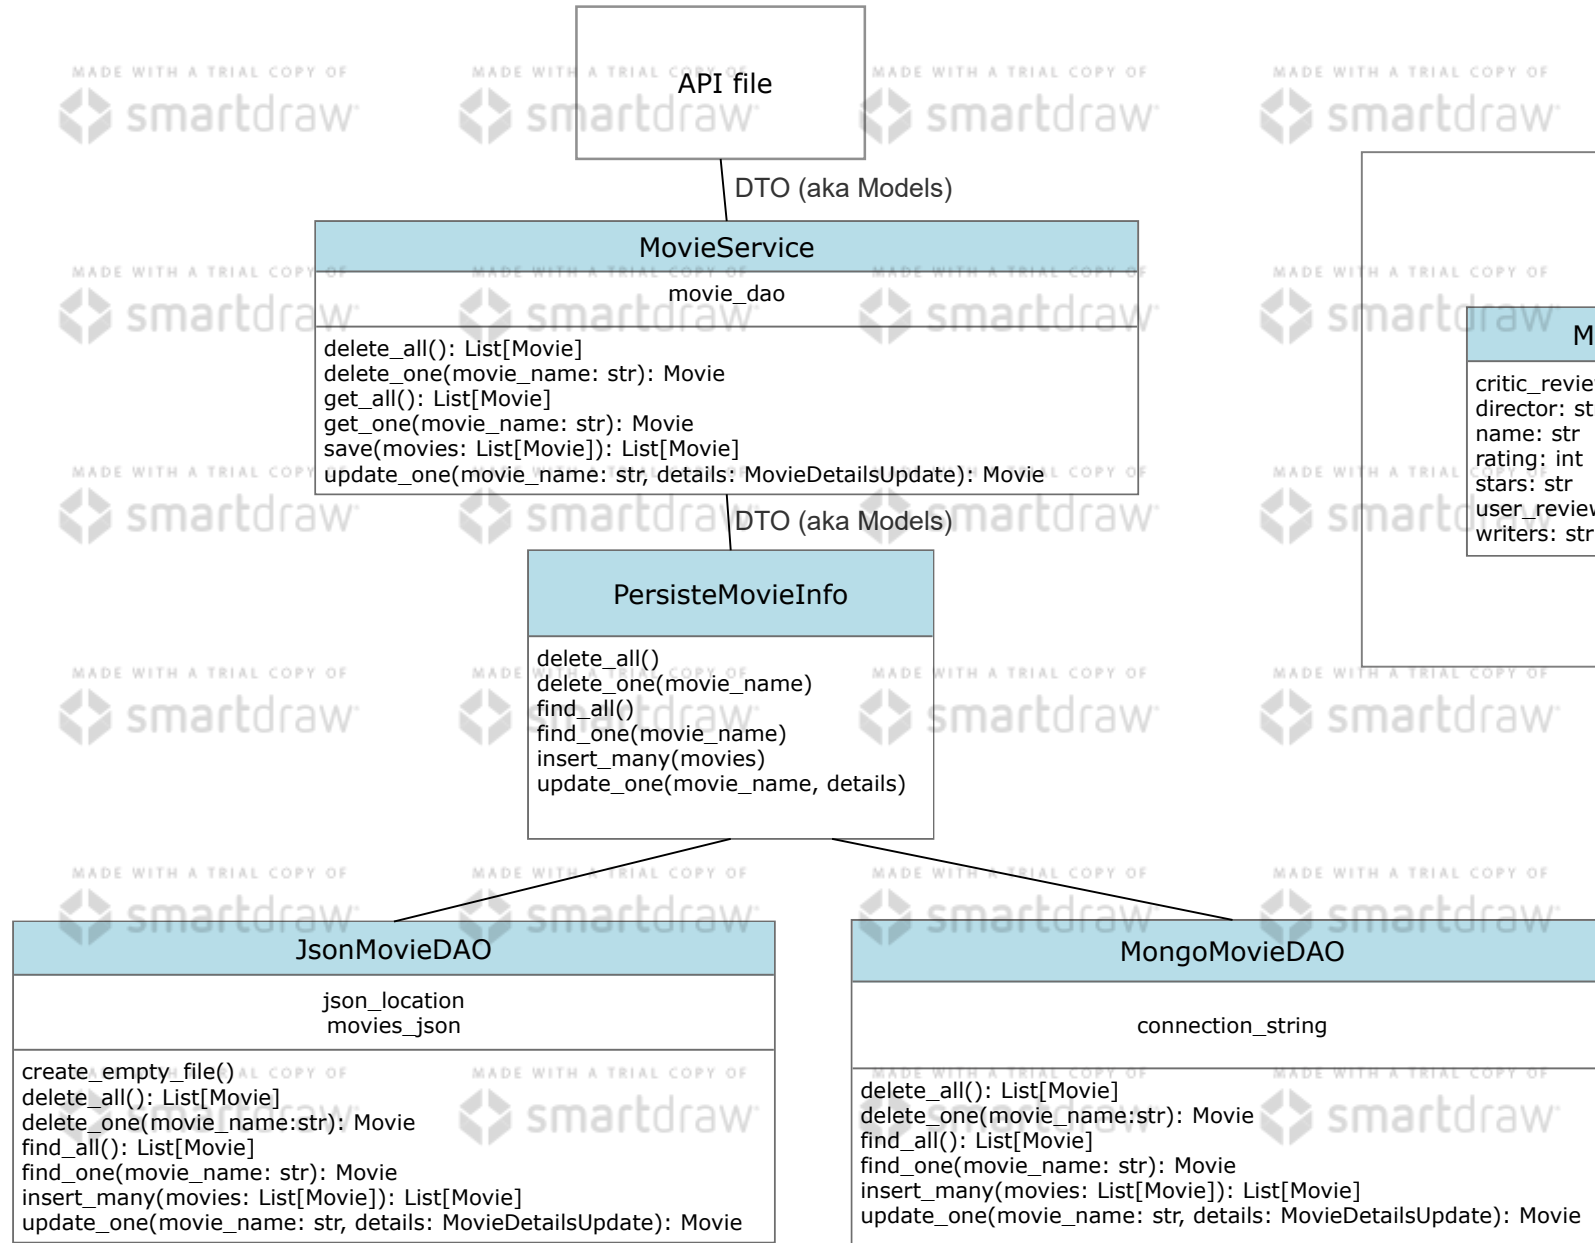 API file
DTO (aka Models)
MovieService
movie_dao
delete_all(): List[Movie]
delete_one(movie_name: str): Movie
get_all(): List[Movie]
get_one(movie_name: str): Movie
save(movies: List[Movie]): List[Movie]
update_one(movie_name: str, details: MovieDetailsUpdate): Movie
DTO (aka Models)
PersisteMovieInfo
delete_all()
delete_one(movie_name)
find_all()
find_one(movie_name)
insert_many(movies)
update_one(movie_name, details)
JsonMovieDAO
json_location
movies_json
create_empty_file()
delete_all(): List[Movie]
delete_one(movie_name:str): Movie
find_all(): List[Movie]
find_one(movie_name: str): Movie
insert_many(movies: List[Movie]): List[Movie]
update_one(movie_name: str, details: MovieDetailsUpdate): Movie
MongoMovieDAO
connection_string
delete_all(): List[Movie]
delete_one(movie_name:str): Movie
find_all(): List[Movie]
find_one(movie_name: str): Movie
insert_many(movies: List[Movie]): List[Movie]
update_one(movie_name: str, details: MovieDetailsUpdate): Movie
M
critic_revie
director: st
name: str
rating: int
stars: str
user_review
writers: str
MADE WITH A TRIAL COPY OF
smartdraw